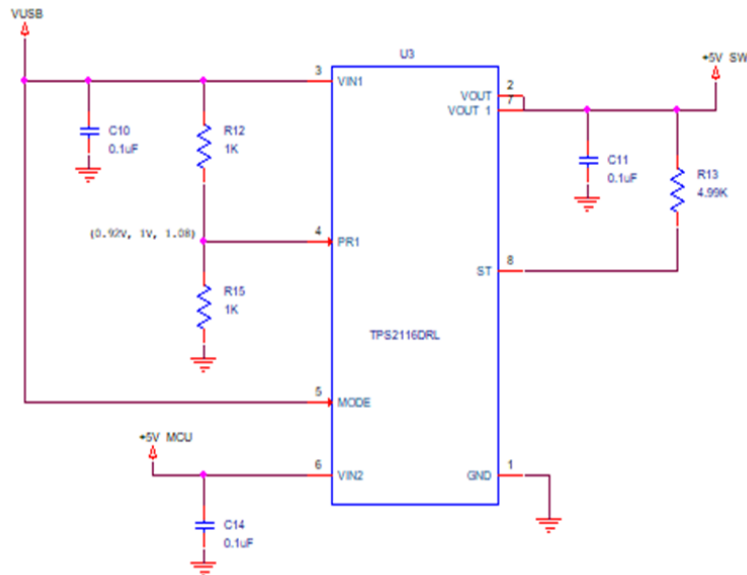 VUSB
U3
+5V SW
3
VIN1
2
VOUT
7
VOUT 1
C10
0.1uF
R12
1K
C11
0.1uF
R13
4.99K
(0.92V, 1V, 1.08)
4
PR1
8
ST
R15
1K
TPS2116DRL
5
MODE
+5V MCU
6
VIN2
1
GND
C14
0.1uF